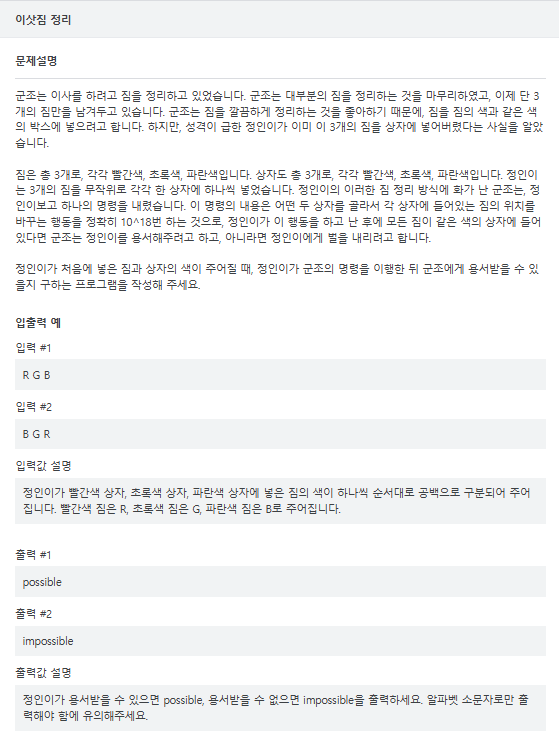 이삿짐 정리
문제설명
군조는 이사를 하려고 짐을 정리하고 있었습니다. 군조는 대부분의 짐을 정리하는 것을 마무리하였고, 이제 단 3
개의 짐만을 남겨두고 있습니다. 군조는 짐을 깔끔하게 정리하는 것을 좋아하기 때문에, 짐을 짐의 색과 같은 색
의 박스에 넣으려고 합니다. 하지만, 성격이 급한 정인이가 이미 이 3개의 짐을 상자에 넣어버렸다는 사실을 알았
습니다.
짐은 총 3개로, 각각 빨간색, 초록색, 파란색입니다. 상자도 총 3개로, 각각 빨간색, 초록색, 파란색입니다. 정인이
는 3개의 짐을 무작위로 각각 한 상자에 하나씩 넣었습니다. 정인이의 이러한 짐 정리 방식에 화가 난 군조는, 정
인이보고 하나의 명령을 내렸습니다. 이 명령의 내용은 어떤 두 상자를 골라서 각 상자에 들어있는 짐의 위치를
바꾸는 행동을 정확히 10^18번 하는 것으로, 정인이가 이 행동을 하고 난 후에 모든 짐이 같은 색의 상자에 들어
있다면 군조는 정인이를 용서해주려고 하고, 아니라면 정인이에게 벌을 내리려고 합니다.
정인이가 처음에 넣은 짐과 상자의 색이 주어질 때, 정인이가 군조의 명령을 이행한 뒤 군조에게 용서받을 수 있
을지 구하는 프로그램을 작성해 주세요.
입출력 예
입력 #1
R G B
입력 #2
B G R
입력값 설명
정인이가 빨간색 상자, 초록색 상자, 파란색 상자에 넣은 짐의 색이 하나씩 순서대로 공백으로 구분되어 주어
집니다. 빨간색 짐은 R, 초록색 짐은 G, 파란색 짐은 B로 주어집니다.
출력 #1
possible
출력 #2
impossible
출력값 설명
정인이가 용서받을 수 있으면 possible, 용서받을 수 없으면 impossible을 출력하세요. 알파벳 소문자로만 출
력해야 함에 유의해주세요.